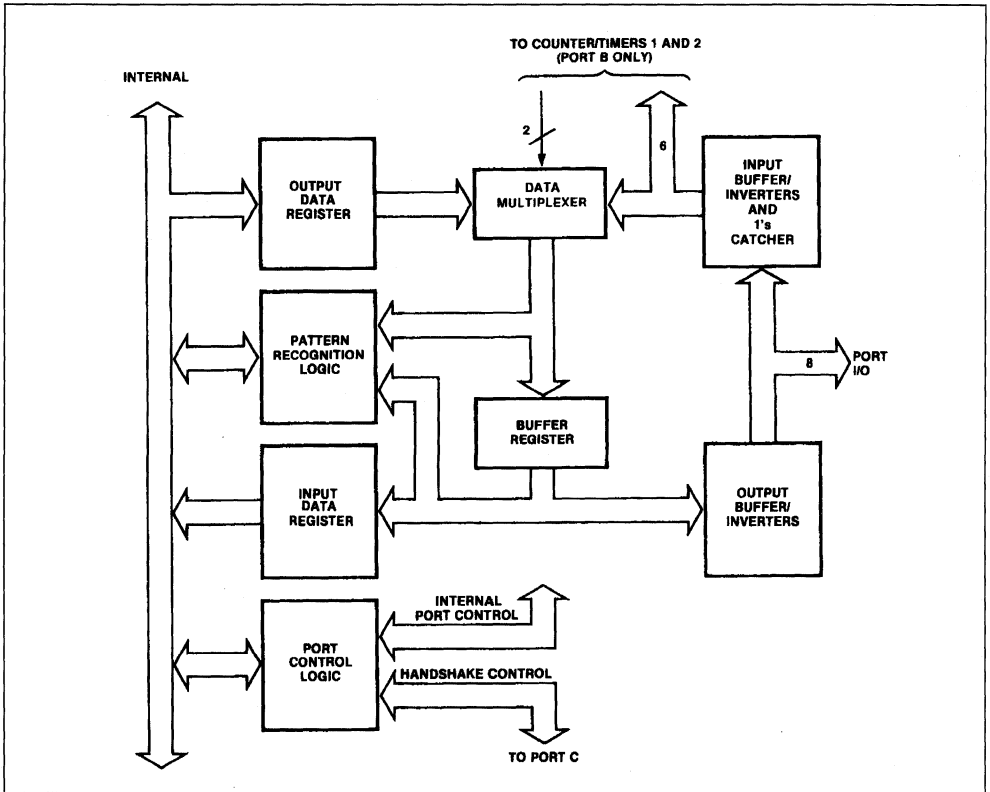 TO COUNTER/TIMERS 1 AND 2
(PORT B ONLY)
INTERNAL
2
6
OUTPUT
DATA
REGISTER
DATA
MULTIPLEXER
INPUT
BUFFER/
INVERTERS
AND
1's
CATCHER
PATTERN
RECOGNITION
LOGIC
8
PORT
I/O
BUFFER
REGISTER
INPUT
DATA
REGISTER
OUTPUT
BUFFER/
INVERTERS
INTERNAL
PORT CONTROL
PORT
CONTROL
LOGIC
HANDSHAKE CONTROL
TO PORT C